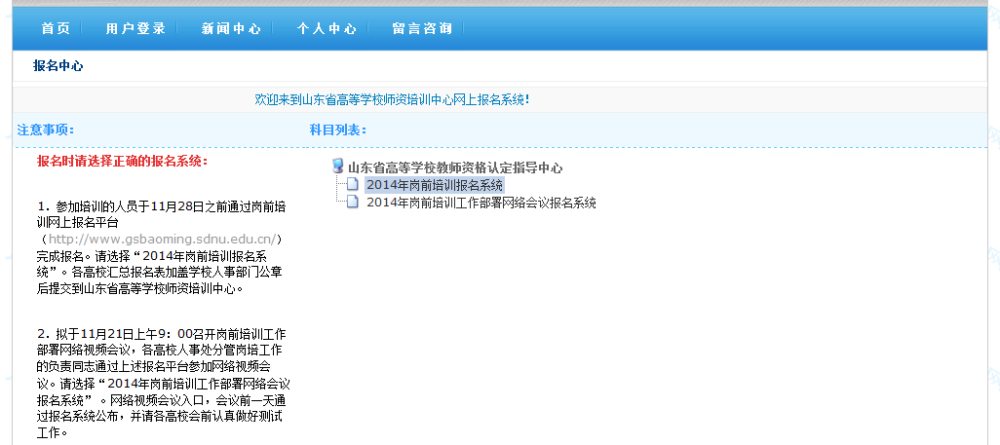 首页 用户登录 新闻中心 个人中心 留言咨询
报名中心
欢迎来到山东省高等学校师资培训中心网上报名系统!
注意事项：
报名时请选择正确的报名系统：
1. 参加培训的人员于11月28日之前通过岗前培
训网上报名平台
（http://www.gsbaoming.sdnu.edu.cn/）
完成报名。请选择“2014年岗前培训报名系
统”。各高校汇总报名表加盖学校人事部门公章
后提交到山东省高等学校师资培训中心。
2. 拟于11月21日上午9：00召开岗前培训工作
部署网络视频会议，各高校人事处分管岗培工作
的负责同志通过上述报名平台参加网络视频会
议。请选择“2014年岗前培训工作部署网络会议
报名系统” 。网络视频会议入口，会议前一天通
过报名系统公布，并请各高校会前认真做好测试
工作。
科目列表：
山东省高等学校教师资格认定指导中心
2014年岗前培训报名系统
2014年岗前培训工作部署网络会议报名系统